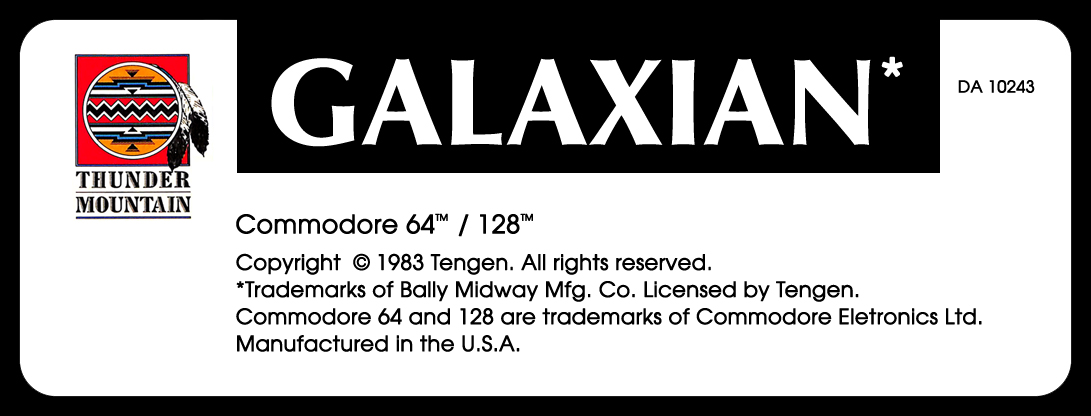 GALAXIAN*
DA 10243
THUNDER
MOUNTAIN
Commodore 64™ / 128™
Copyright © 1983 Tengen. All rights reserved.
*Trademarks of Bally Midway Mfg. Co. Licensed by Tengen.
Commodore 64 and 128 are trademarks of Commodore Eletronics Ltd.
Manufactured in the U.S.A.